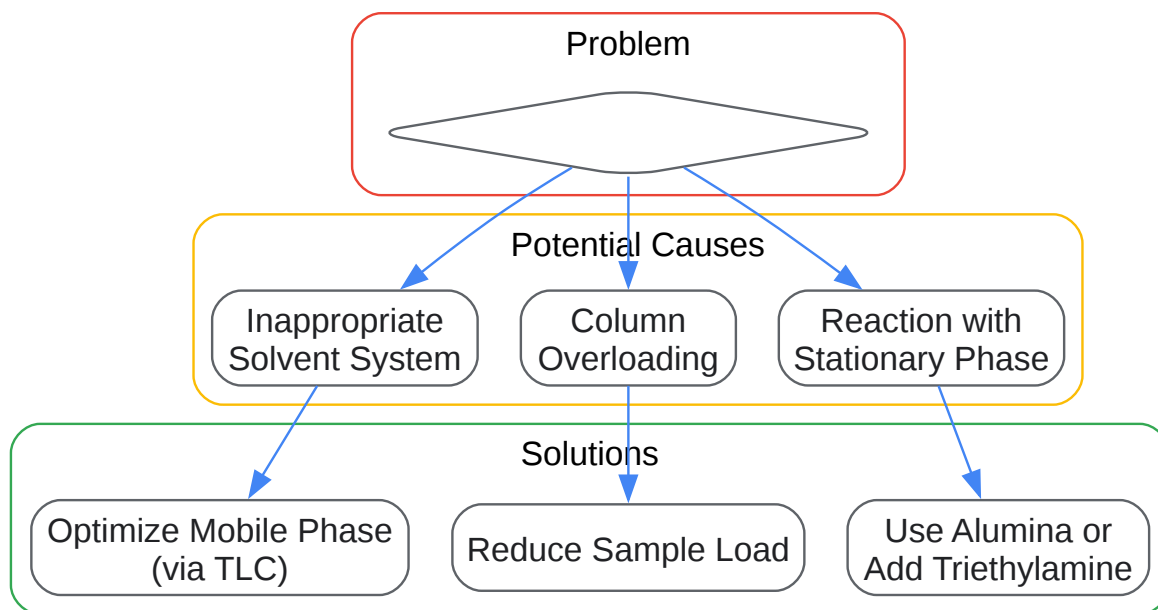 Problem
Potential Causes
Inappropriate
Solvent System
Column
Overloading
Reaction with
Stationary Phase
Solutions
Optimize Mobile Phase
(via TLC)
Reduce Sample Load
Use Alumina or
Add Triethylamine